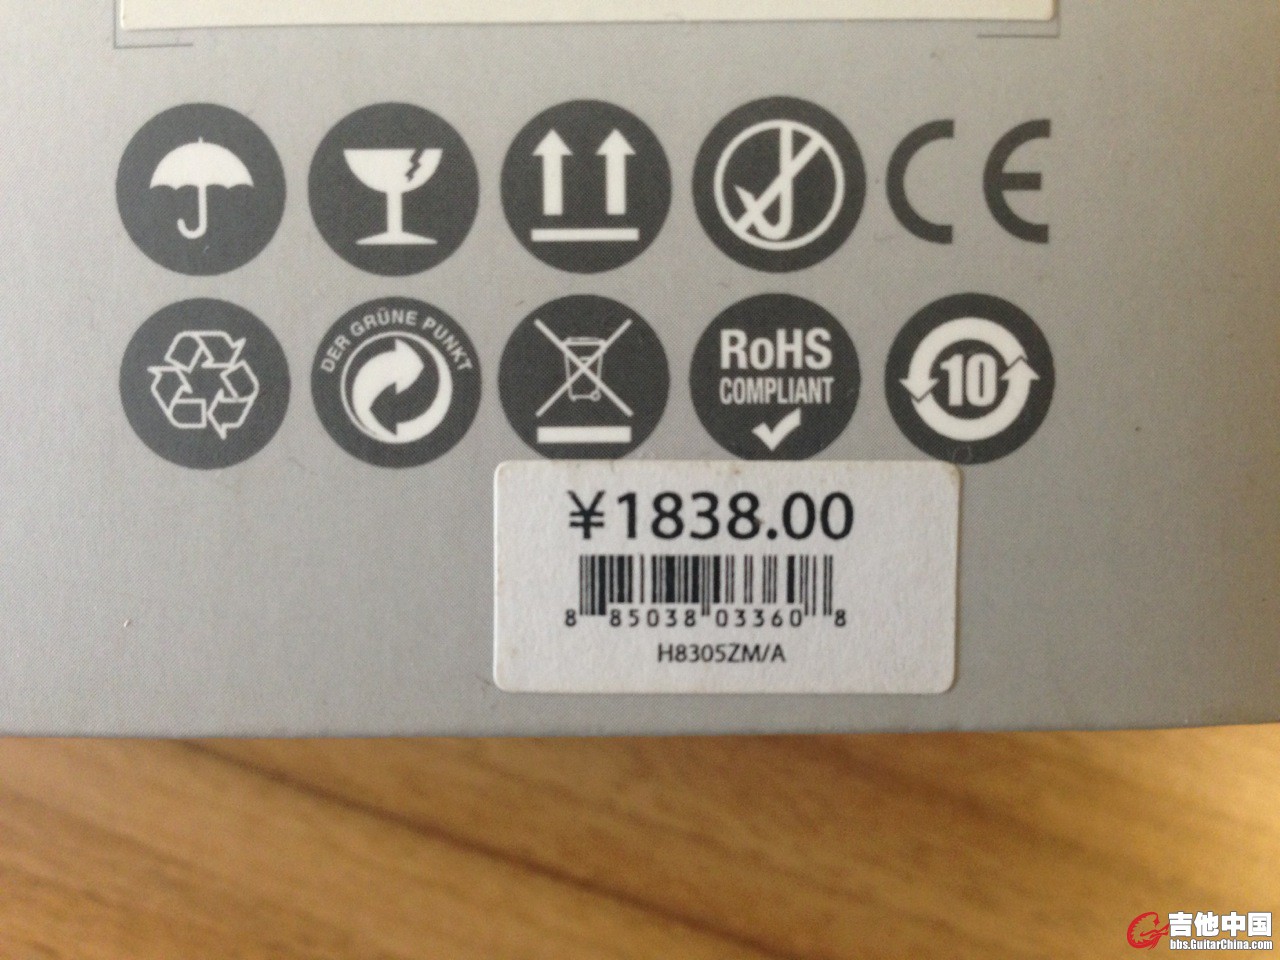 CE
DER GRÜNE PUNKT
RoHS
COMPLIANT
10
¥1838.00
8 85038 03360 8
H8305ZM/A
吉他中国
bbs.GuitarChina.com